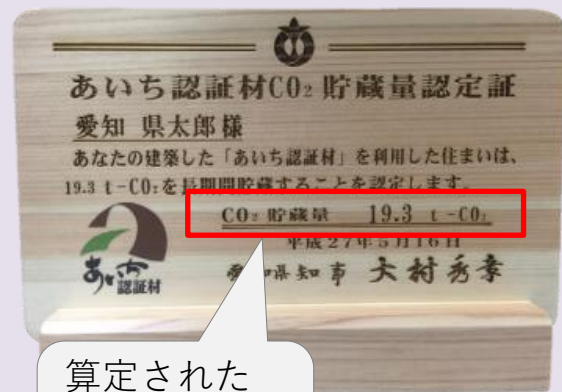 あいち認証材CO₂貯蔵量認定証
愛知 県太郎様
あなたの建築した「あいち認証材」を利用した住まいは、
19.3 t-CO₂を長期間貯蔵することを認定します。
CO₂貯蔵量 19.3 t-CO₂
平成27年5月16日
愛知県知事 大村秀章
あいち
認証材
算定された